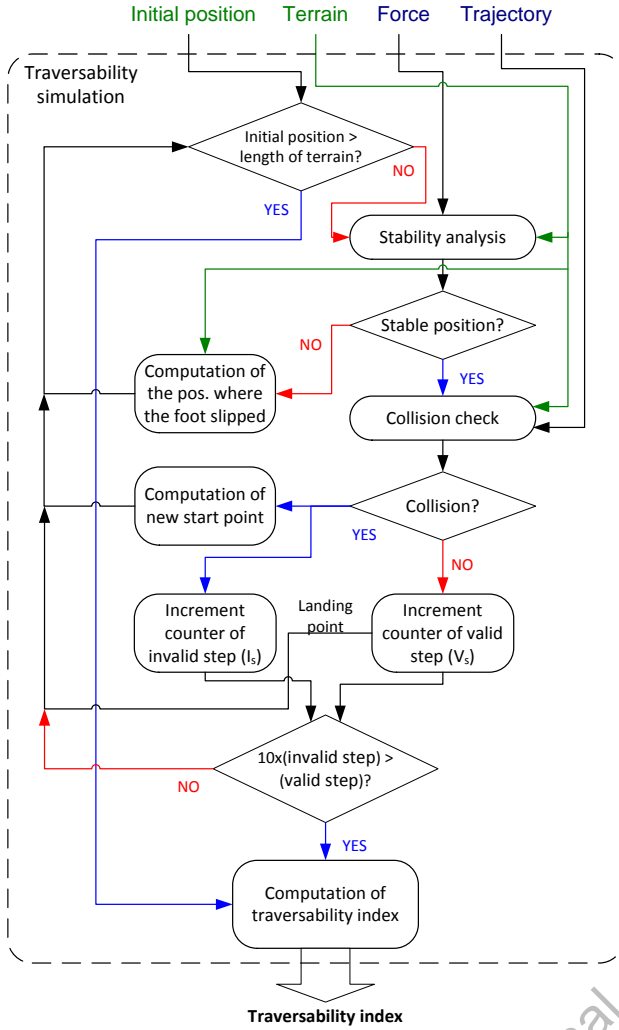 Initial position Terrain Force Trajectory
Traversability
simulation
Initial position >
length of terrain?
NO
YES
Stability analysis
Stable position?
NO
YES
Computation of
the pos. where
the foot slipped
Collision check
Computation of
new start point
Collision?
YES
NO
Increment
counter of
invalid step (Iₛ)
Landing
point
Increment
counter of valid
step (Vₛ)
10x(invalid step) >
(valid step)?
NO
YES
Computation of
traversability index
Traversability index